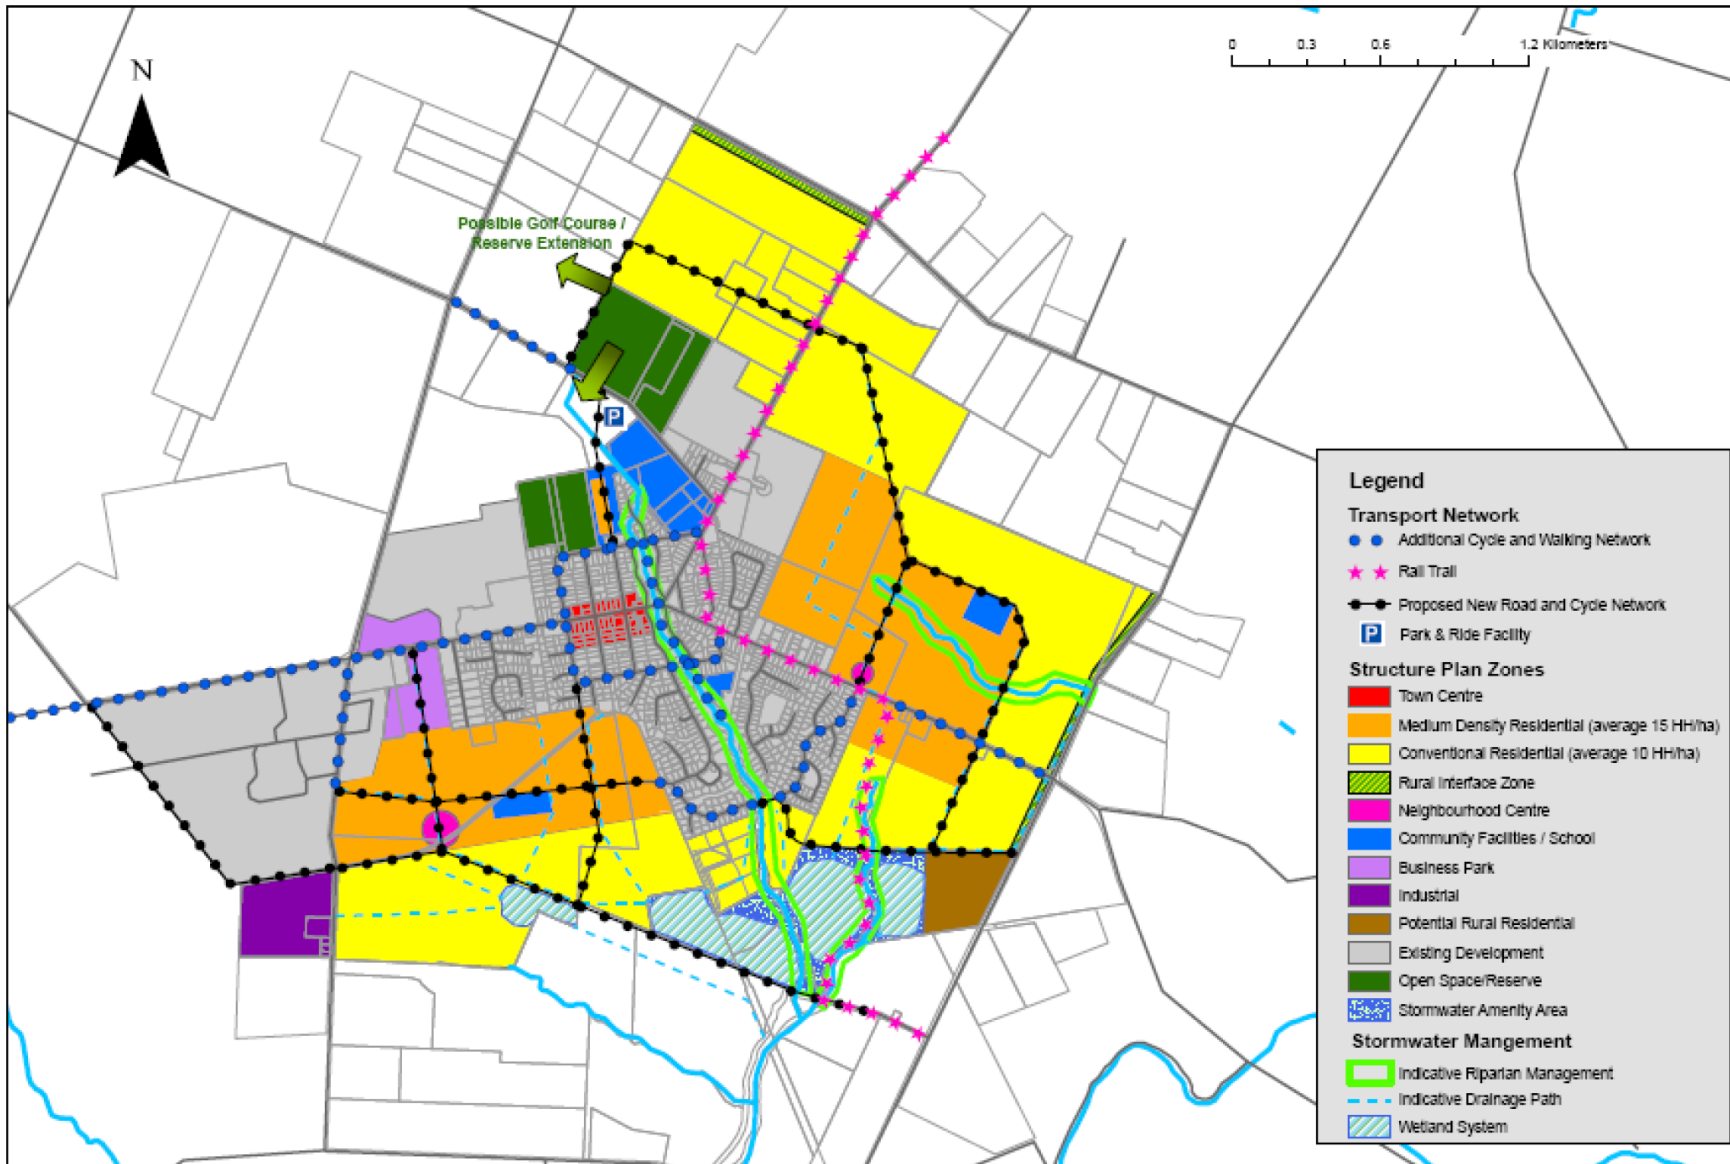 N
0 0.3 0.6 1.2 Kilometers
Possible Golf Course /
Reserve Extension
P
Legend
Transport Network
Additional Cycle and Walking Network
Rail Trail
Proposed New Road and Cycle Network
P Park & Ride Facility
Structure Plan Zones
Town Centre
Medium Density Residential (average 15 HH/ha)
Conventional Residential (average 10 HH/ha)
Rural Interface Zone
Neighbourhood Centre
Community Facilities / School
Business Park
Industrial
Potential Rural Residential
Existing Development
Open Space/Reserve
Stormwater Amenity Area
Stormwater Mangement
Indicative Riparian Management
Indicative Drainage Path
Wetland System